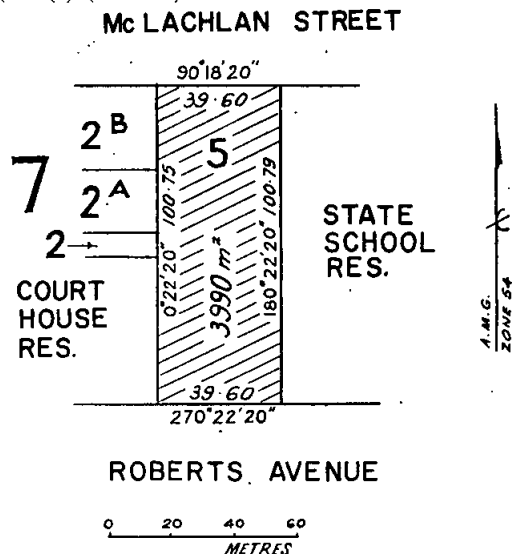 Mc LACHLAN STREET
90°18'20"
39·60
2B
5
7
2A
0°22'20" 100·75
180°22'20" 100·79
2
3990 m²
STATE
SCHOOL
RES.
COURT
HOUSE
RES.
A.M.G.
ZONE 54
39·60
270°22'20"
ROBERTS AVENUE
0 20 40 60
METRES